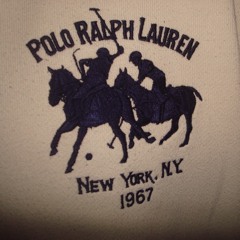 POLO RALPH LAUREN
NEW YORK, N.Y.
1967